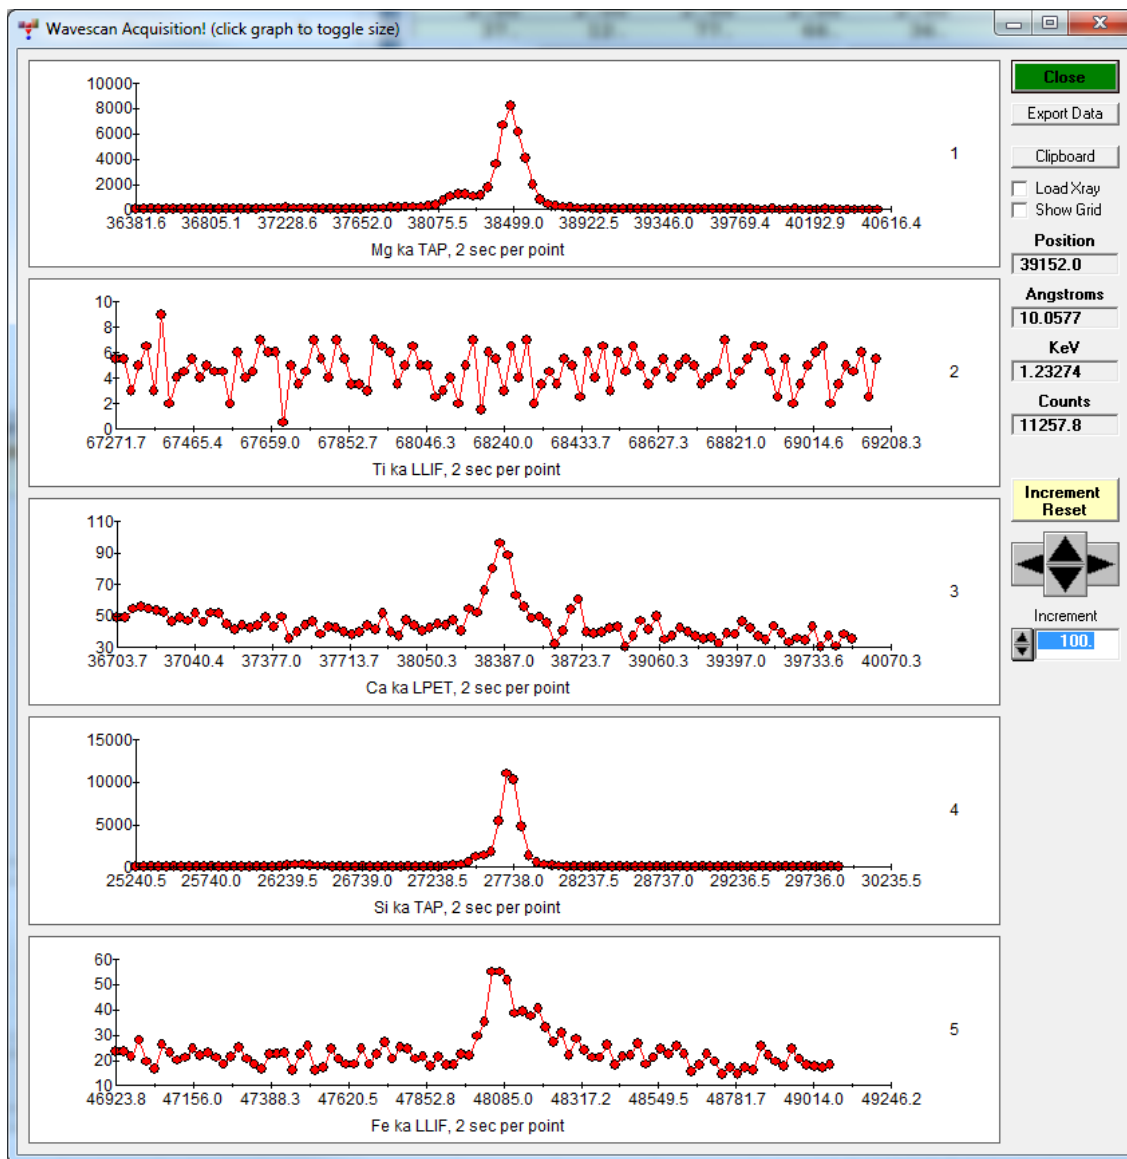 Wavescan Acquisition! (click graph to toggle size)
10000
8000
6000
4000
2000
0
36381.6 36805.1 37228.6 37652.0 38075.5 38499.0 38922.5 39346.0 39769.4 40192.9 40616.4
Mg ka TAP, 2 sec per point
1
10
8
6
4
2
0
67271.7 67465.4 67659.0 67852.7 68046.3 68240.0 68433.7 68627.3 68821.0 69014.6 69208.3
Ti ka LLIF, 2 sec per point
2
110
90
70
50
30
36703.7 37040.4 37377.0 37713.7 38050.3 38387.0 38723.7 39060.3 39397.0 39733.6 40070.3
Ca ka LPET, 2 sec per point
3
15000
10000
5000
0
25240.5 25740.0 26239.5 26739.0 27238.5 27738.0 28237.5 28737.0 29236.5 29736.0 30235.5
Si ka TAP, 2 sec per point
4
60
50
40
30
20
10
46923.8 47156.0 47388.3 47620.5 47852.8 48085.0 48317.2 48549.5 48781.7 49014.0 49246.2
Fe ka LLIF, 2 sec per point
5
Close
Export Data
Clipboard
Load Xray
Show Grid
Position
39152.0
Angstroms
10.0577
KeV
1.23274
Counts
11257.8
Increment
Reset
Increment
100.